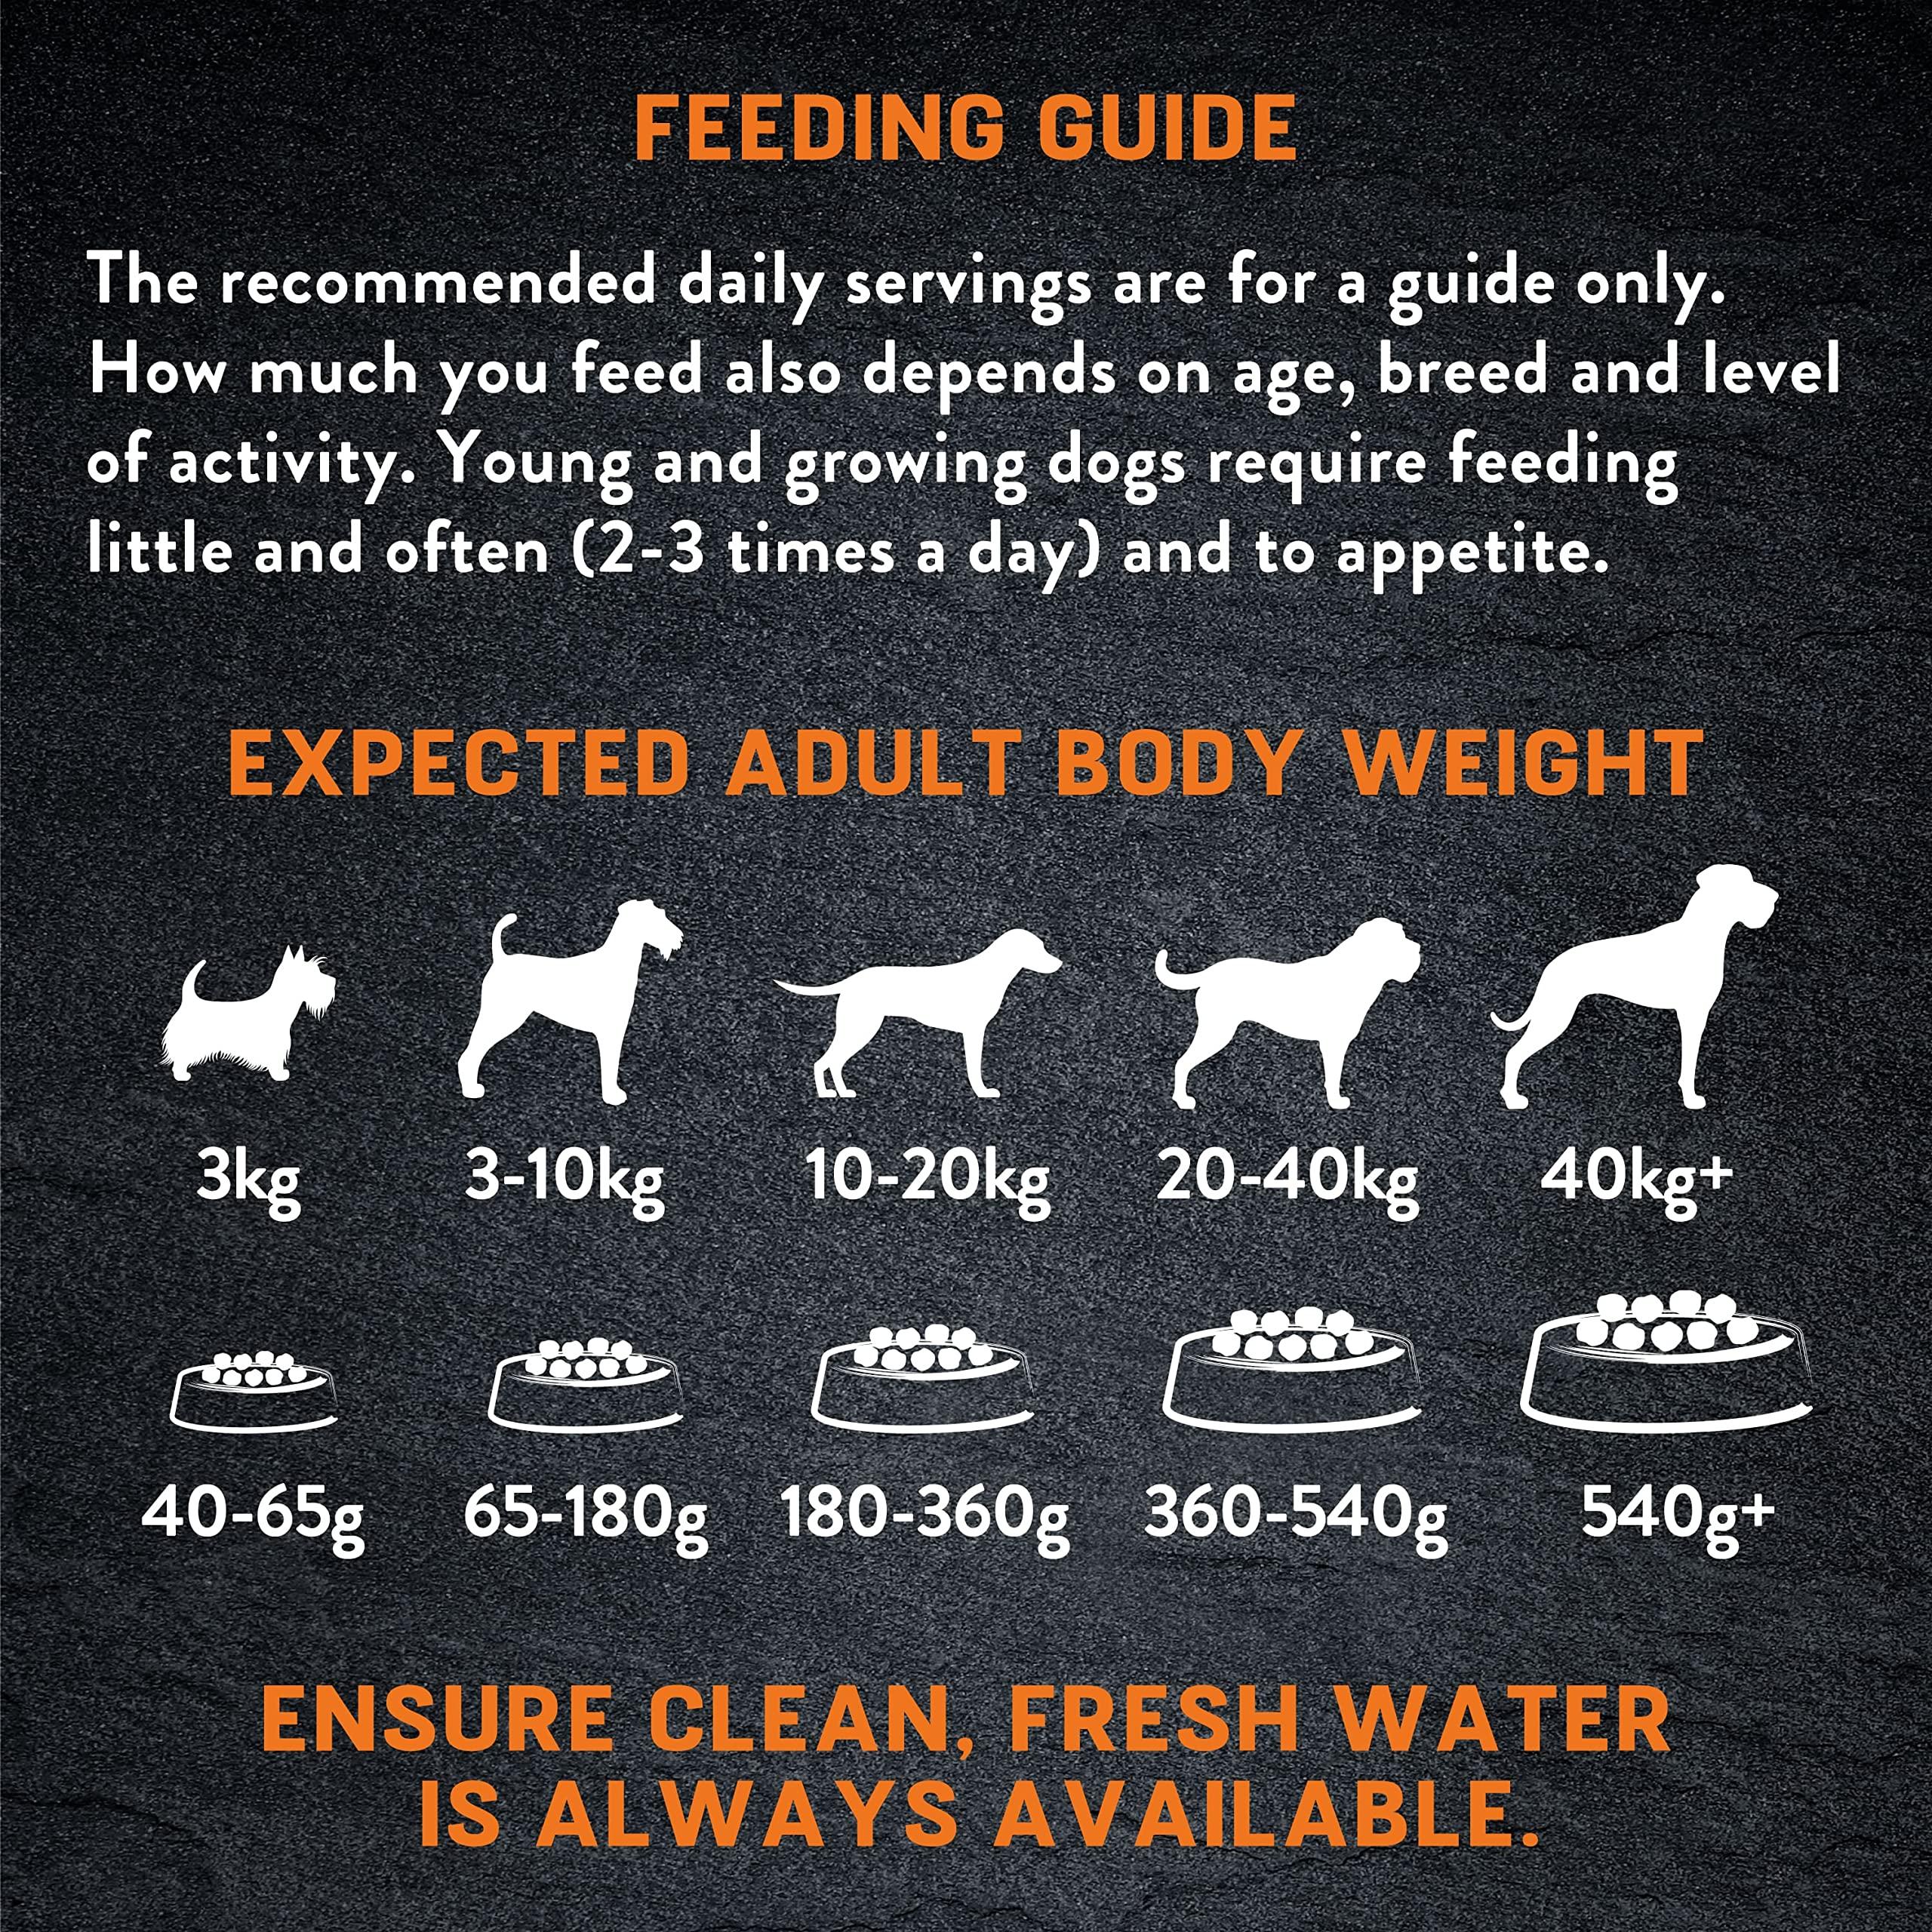 FEEDING GUIDE
The recommended daily servings are for a guide only.
How much you feed also depends on age, breed and level
of activity. Young and growing dogs require feeding
little and often (2-3 times a day) and to appetite.
EXPECTED ADULT BODY WEIGHT
3kg 3-10kg 10-20kg 20-40kg 40kg+
40-65g 65-180g 180-360g 360-540g 540g+
ENSURE CLEAN, FRESH WATER
IS ALWAYS AVAILABLE.